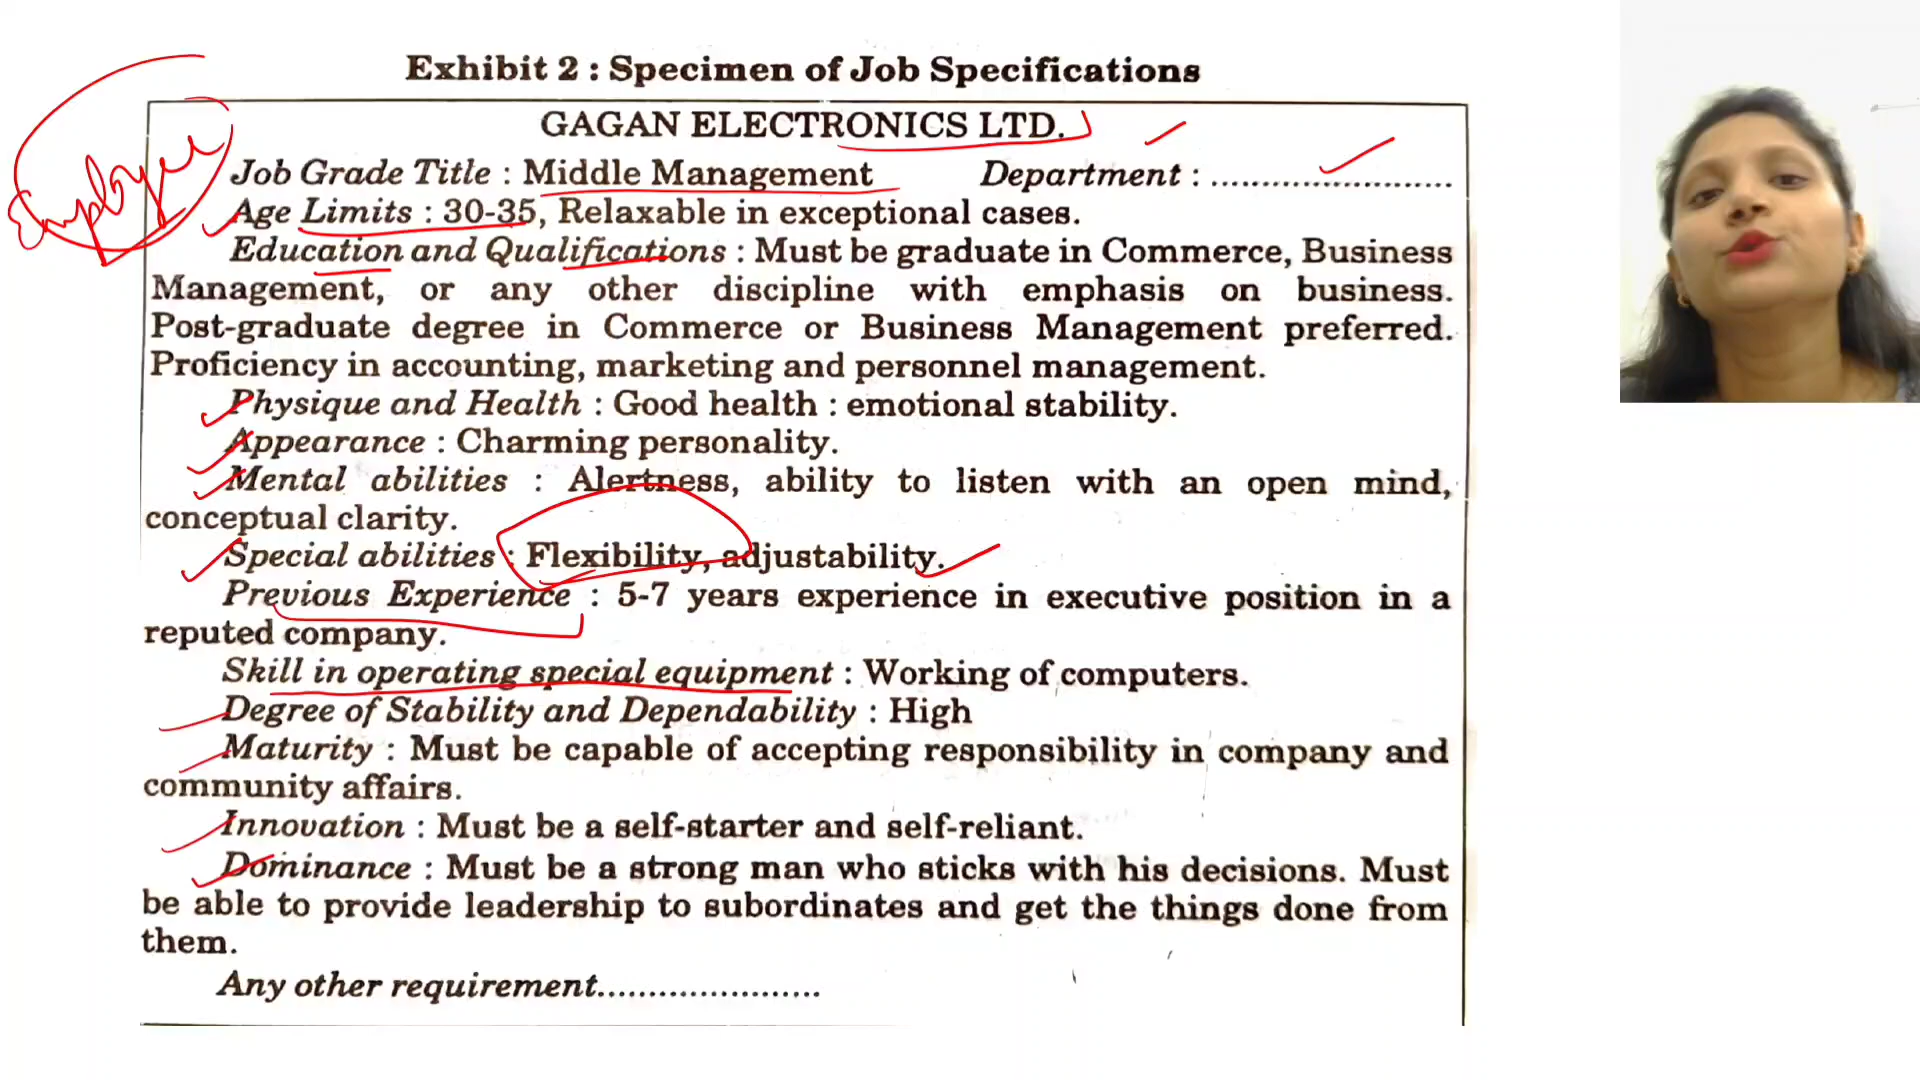 Exhibit 2 : Specimen of Job Specifications
GAGAN ELECTRONICS LTD.
Employee
Job Grade Title : Middle Management Department : ........................
Age Limits : 30-35, Relaxable in exceptional cases.
Education and Qualifications : Must be graduate in Commerce, Business
Management, or any other discipline with emphasis on business.
Post-graduate degree in Commerce or Business Management preferred.
Proficiency in accounting, marketing and personnel management.
Physique and Health : Good health : emotional stability.
Appearance : Charming personality.
Mental abilities : Alertness, ability to listen with an open mind,
conceptual clarity.
Special abilities : Flexibility, adjustability.
Previous Experience : 5-7 years experience in executive position in a
reputed company.
Skill in operating special equipment : Working of computers.
Degree of Stability and Dependability : High
Maturity : Must be capable of accepting responsibility in company and
community affairs.
Innovation : Must be a self-starter and self-reliant.
Dominance : Must be a strong man who sticks with his decisions. Must
be able to provide leadership to subordinates and get the things done from
them.
Any other requirement......................